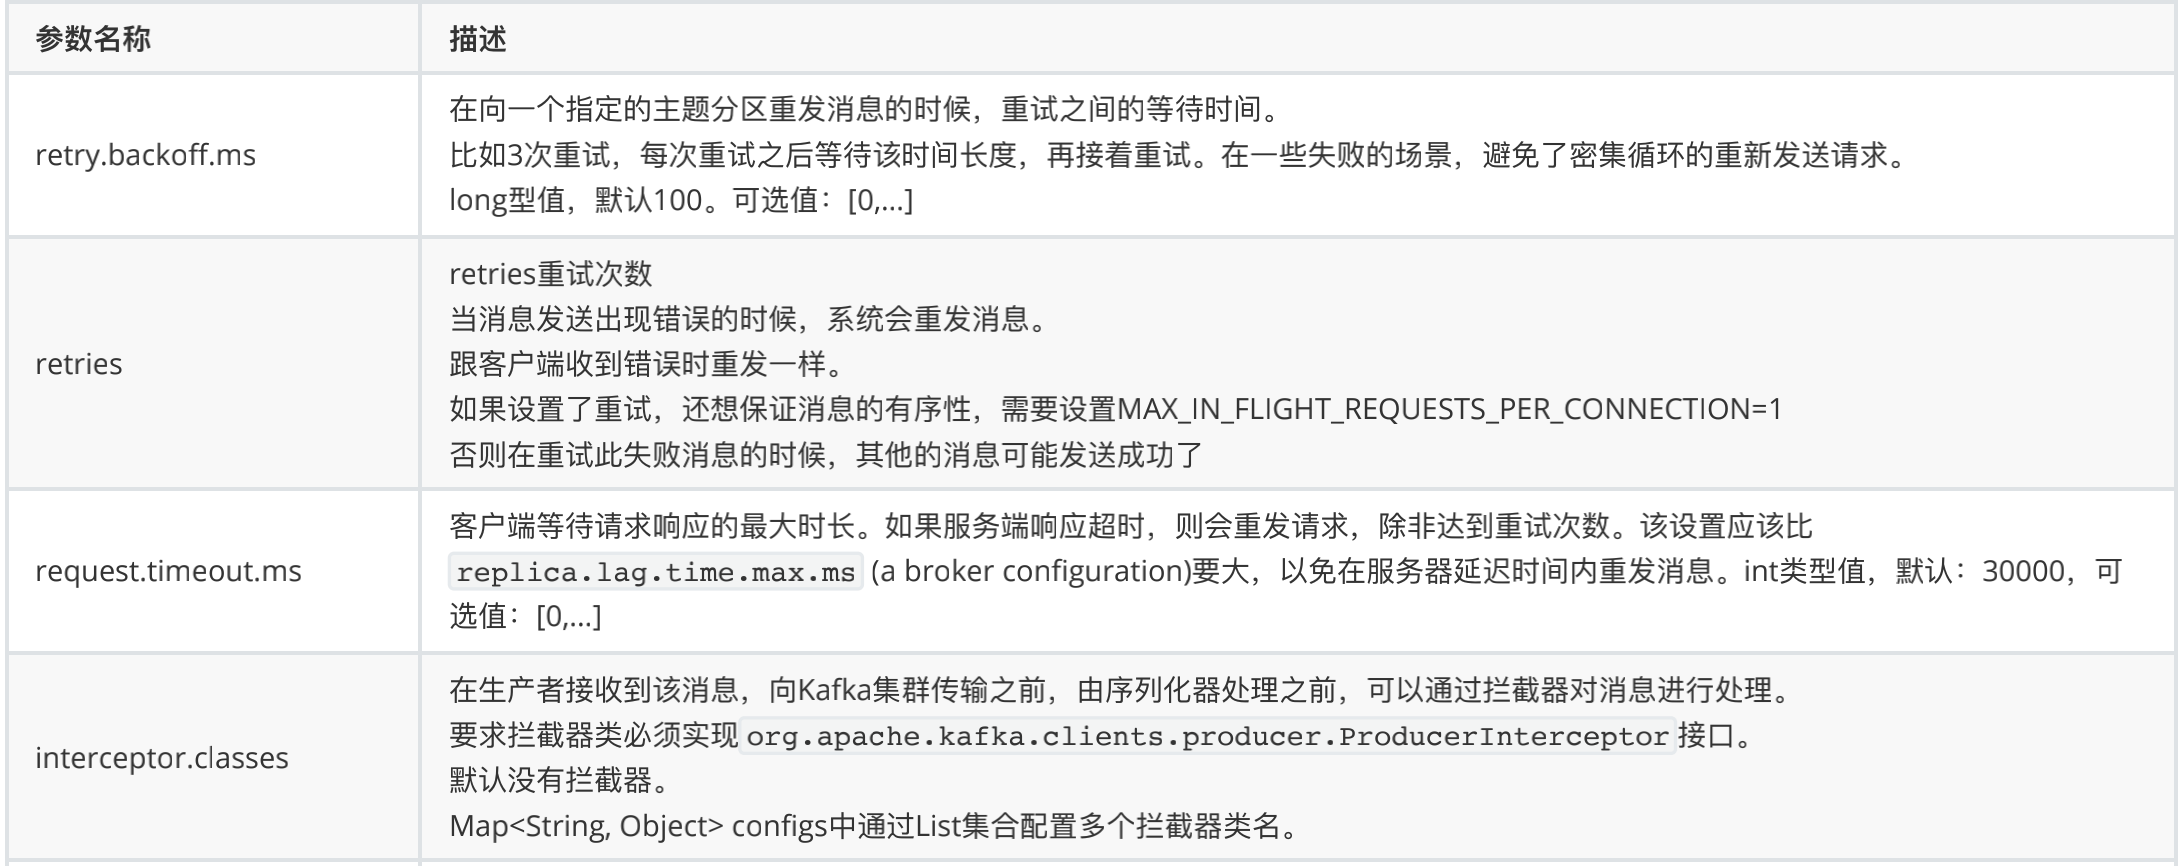 参数名称 描述
retry.backoff.ms
在向一个指定的主题分区重发消息的时候，重试之间的等待时间。
比如3次重试，每次重试之后等待该时间长度，再接着重试。在一些失败的场景，避免了密集循环的重新发送请求。
long型值，默认100。可选值：[0,...]
retries
retries重试次数
当消息发送出现错误的时候，系统会重发消息。
跟客户端收到错误时重发一样。
如果设置了重试，还想保证消息的有序性，需要设置MAX_IN_FLIGHT_REQUESTS_PER_CONNECTION=1
否则在重试此失败消息的时候，其他的消息可能发送成功了
request.timeout.ms
客户端等待请求响应的最大时长。如果服务端响应超时，则会重发请求，除非达到重试次数。该设置应该比
replica.lag.time.max.ms (a broker configuration)要大，以免在服务器延迟时间内重发消息。int类型值，默认：30000，可
选值：[0,...]
interceptor.classes
在生产者接收到该消息，向Kafka集群传输之前，由序列化器处理之前，可以通过拦截器对消息进行处理。
要求拦截器类必须实现org.apache.kafka.clients.producer.ProducerInterceptor接口。
默认没有拦截器。
Map<String, Object> configs中通过List集合配置多个拦截器类名。